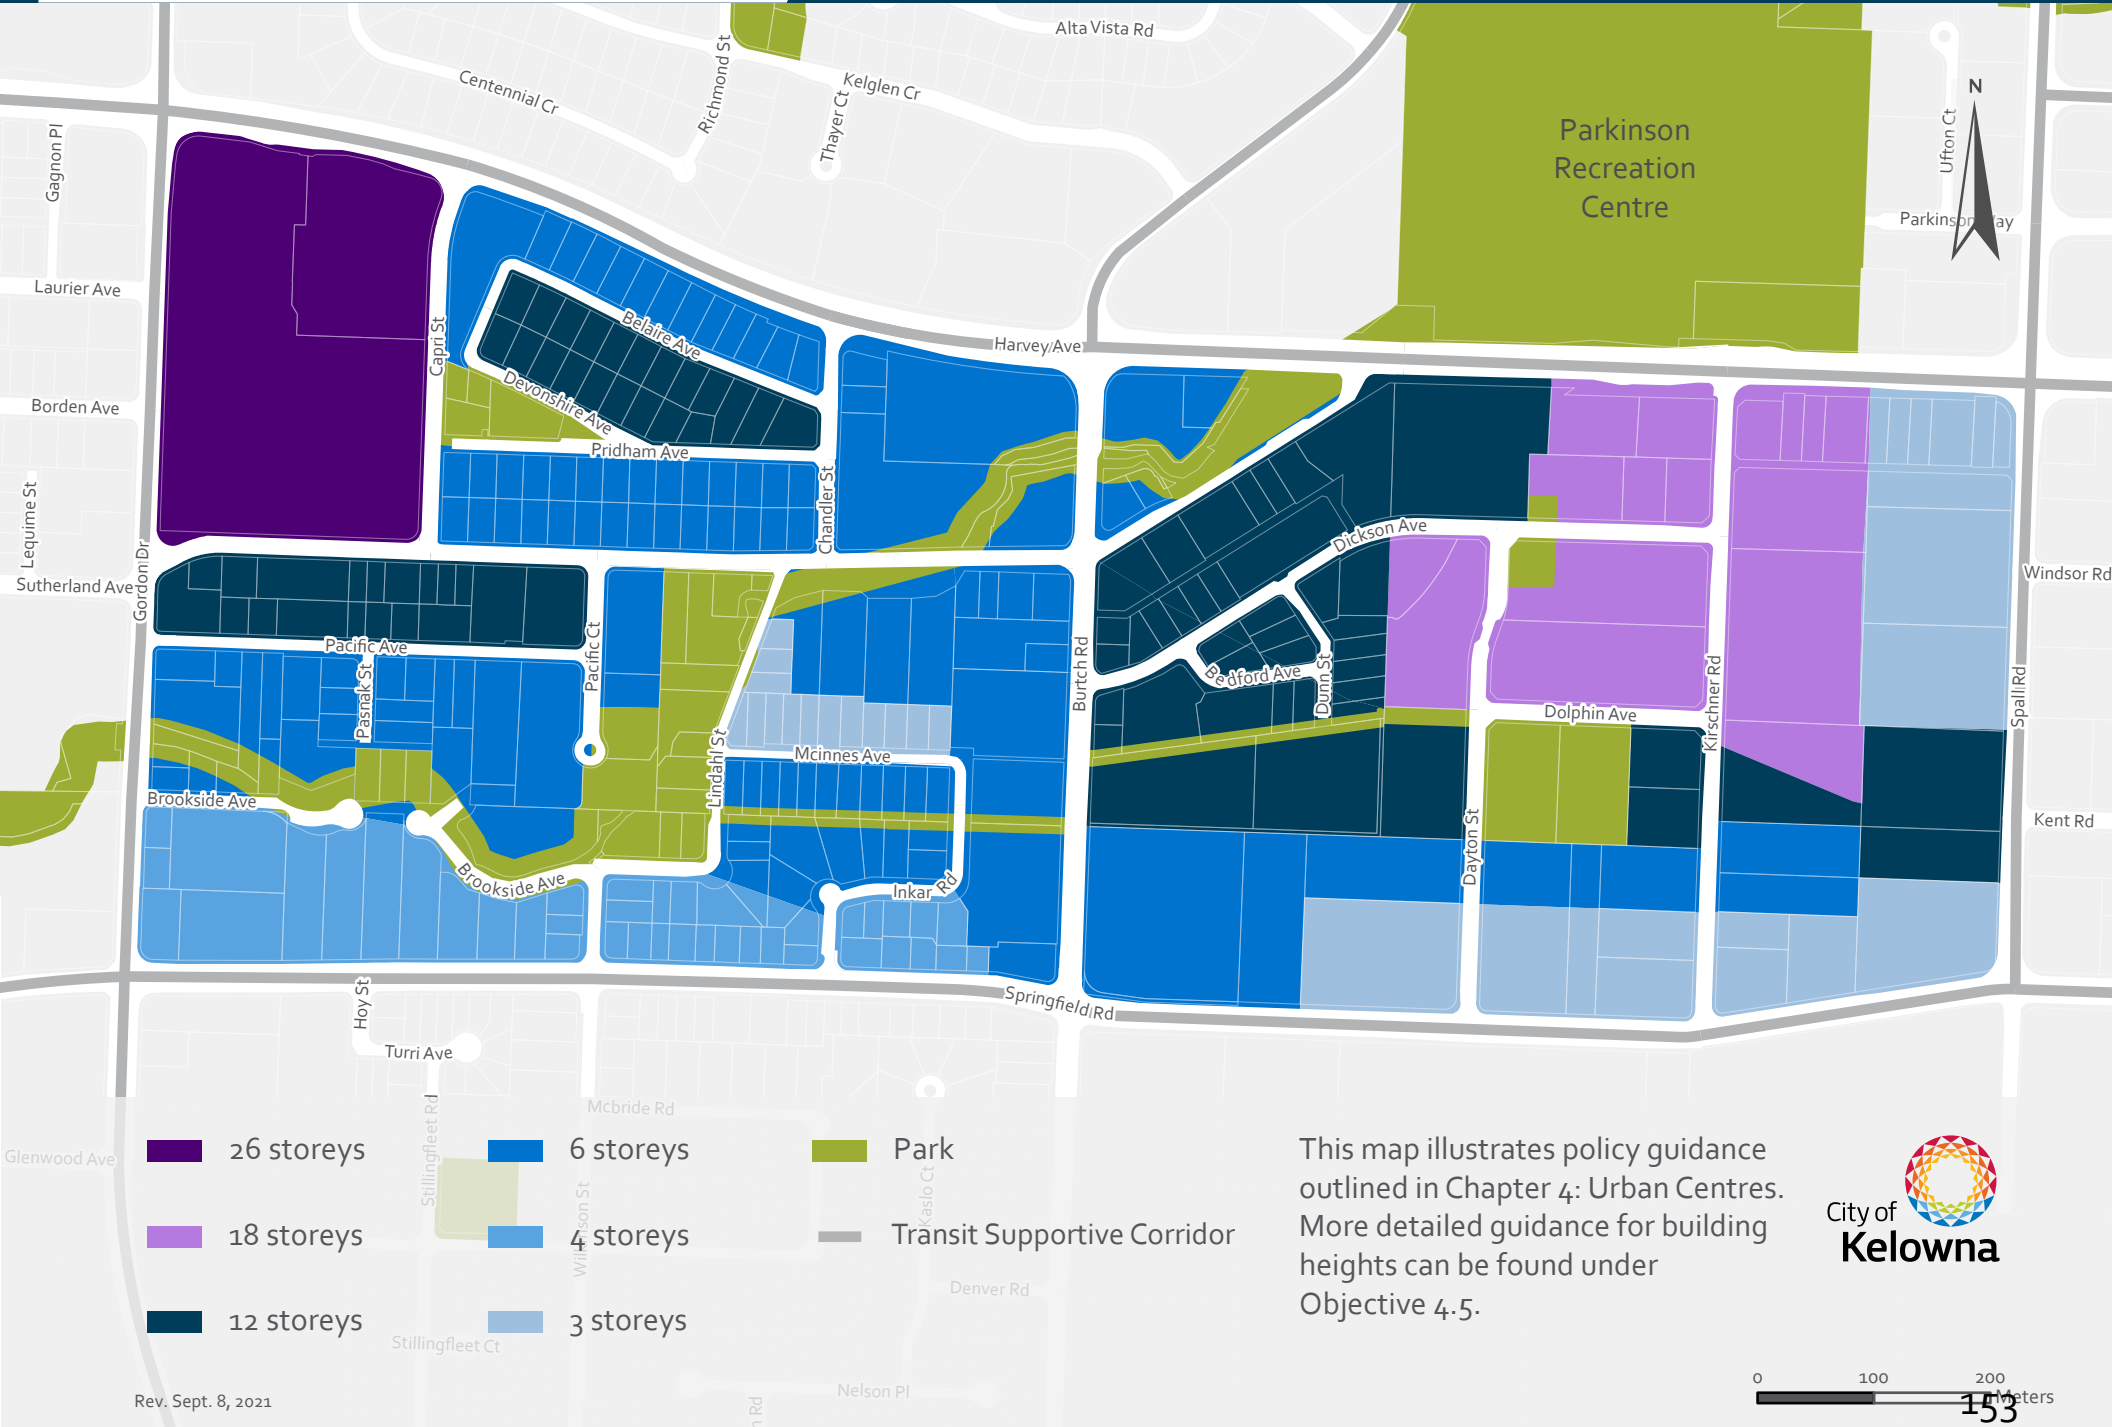 Alta Vista Rd
Centennial Cr
Richmond St
Kelglen Cr
Thayer Ct
Gagnon Pl
Parkinson
Recreation
Centre
N
Ufton Ct
Parkinson Way
Laurier Ave
Capri St
Belaire Ave
Harvey Ave
Borden Ave
Devonshire Ave
Pridham Ave
Lequime St
Chandler St
Dickson Ave
Gordon Dr
Sutherland Ave
Windsor Rd
Pacific Ave
Pacific Ct
Pasnak St
Burtch Rd
Bedford Ave
Dunn St
Kirschner Rd
Spall Rd
Dolphin Ave
Lindahl St
Mcinnes Ave
Brookside Ave
Dayton St
Kent Rd
Brookside Ave
Inkar Rd
Hoy St
Springfield Rd
Turri Ave
Stillingfleet Rd
Mcbride Rd
Glenwood Ave
Kaslo Ct
Denver Rd
Stillingfleet Ct
Nelson Pl
26 storeys
6 storeys
Park
18 storeys
4 storeys
Transit Supportive Corridor
12 storeys
3 storeys
This map illustrates policy guidance
outlined in Chapter 4: Urban Centres.
More detailed guidance for building
heights can be found under
Objective 4.5.
City of
Kelowna
Rev. Sept. 8, 2021
0 100 200
Meters
153